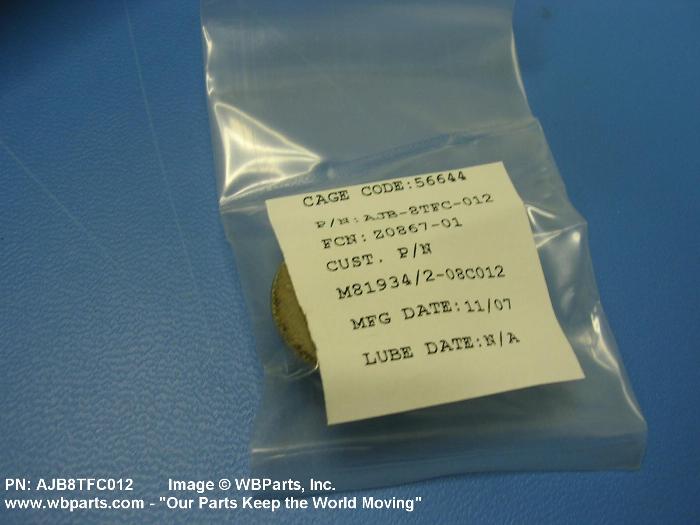 CAGE CODE:56644
P/N:AJB-8TFC-012
FCN: Z0867-01
CUST. P/N
M81934/2-08C012
MFG DATE:11/07
LUBE DATE:N/A
PN: AJB8TFC012 Image © WBParts, Inc.
www.wbparts.com - "Our Parts Keep the World Moving"